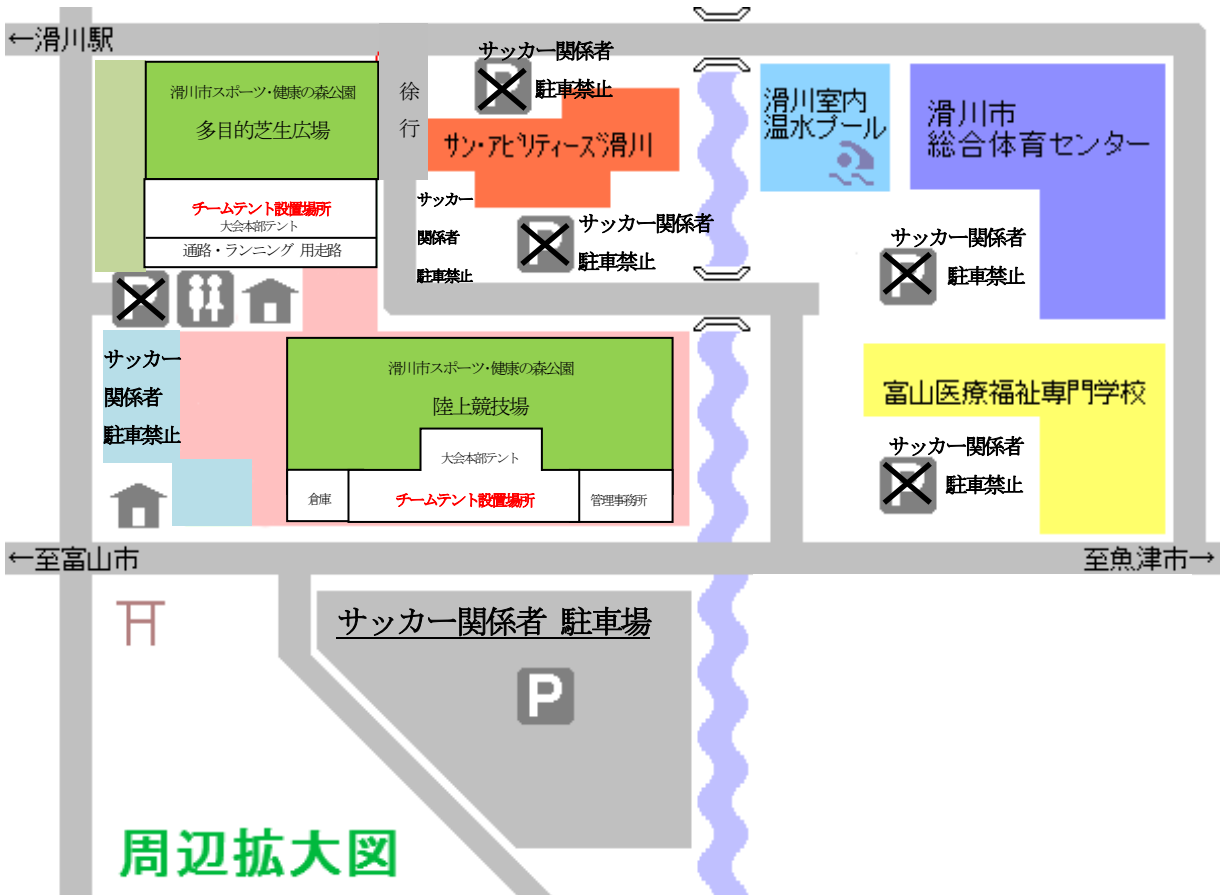 ←滑川駅
滑川市スポーツ・健康の森公園
多目的芝生広場
チームテント設置場所
大会本部テント
通路・ランニング 用走路
徐
行
サッカー関係者
駐車禁止
P
サン・アビリティーズ滑川
サッカー
関係者
駐車禁止
サッカー関係者
駐車禁止
P
滑川室内
温水プール
滑川市
総合体育センター
サッカー関係者
駐車禁止
P
P
サッカー
関係者
駐車禁止
滑川市スポーツ・健康の森公園
陸上競技場
大会本部テント
倉庫
チームテント設置場所
管理事務所
富山医療福祉専門学校
サッカー関係者
駐車禁止
P
←至富山市
至魚津市→
サッカー関係者 駐車場
P
周辺拡大図